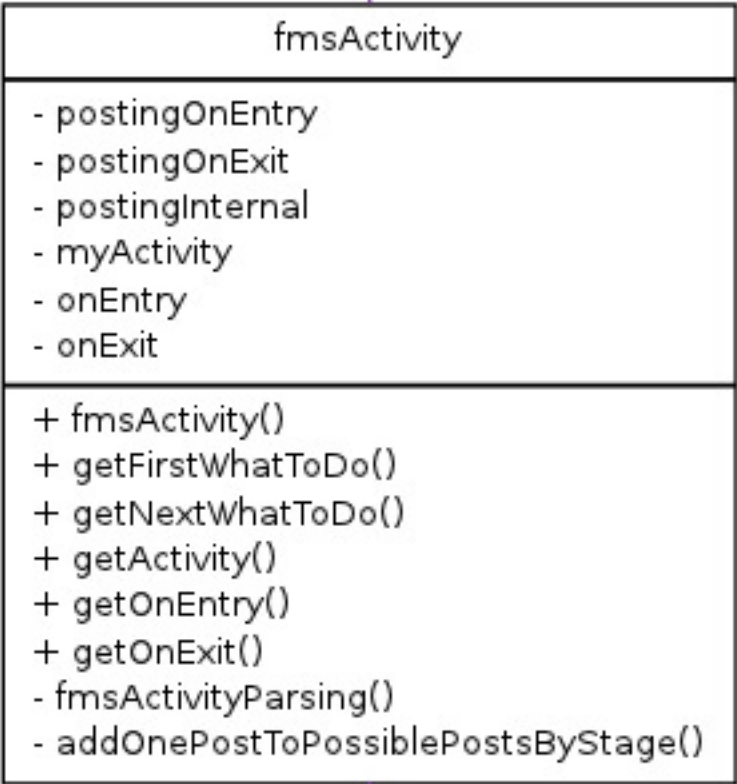 fmsActivity
- postingOnEntry
- postingOnExit
- postingInternal
- myActivity
- onEntry
- onExit
+ fmsActivity()
+ getFirstWhatToDo()
+ getNextWhatToDo()
+ getActivity()
+ getOnEntry()
+ getOnExit()
- fmsActivityParsing()
- addOnePostToPossiblePostsByStage()